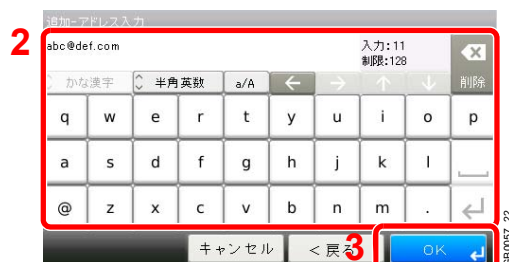 追加-アドレス入力
2
abc@def.com
入力:11
制限:128
かな漢字 半角英数 a/A ← → ↑ ↓ 削除
q w e r t y u i o p
a s d f g h j k l
@ z x c v b n m .
キャンセル < 戻る 3 OK